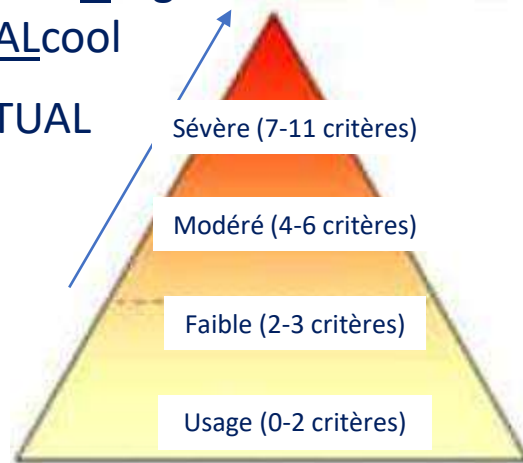 ALcool
TUAL
Sévère (7-11 critères)
Modéré (4-6 critères)
Faible (2-3 critères)
Usage (0-2 critères)